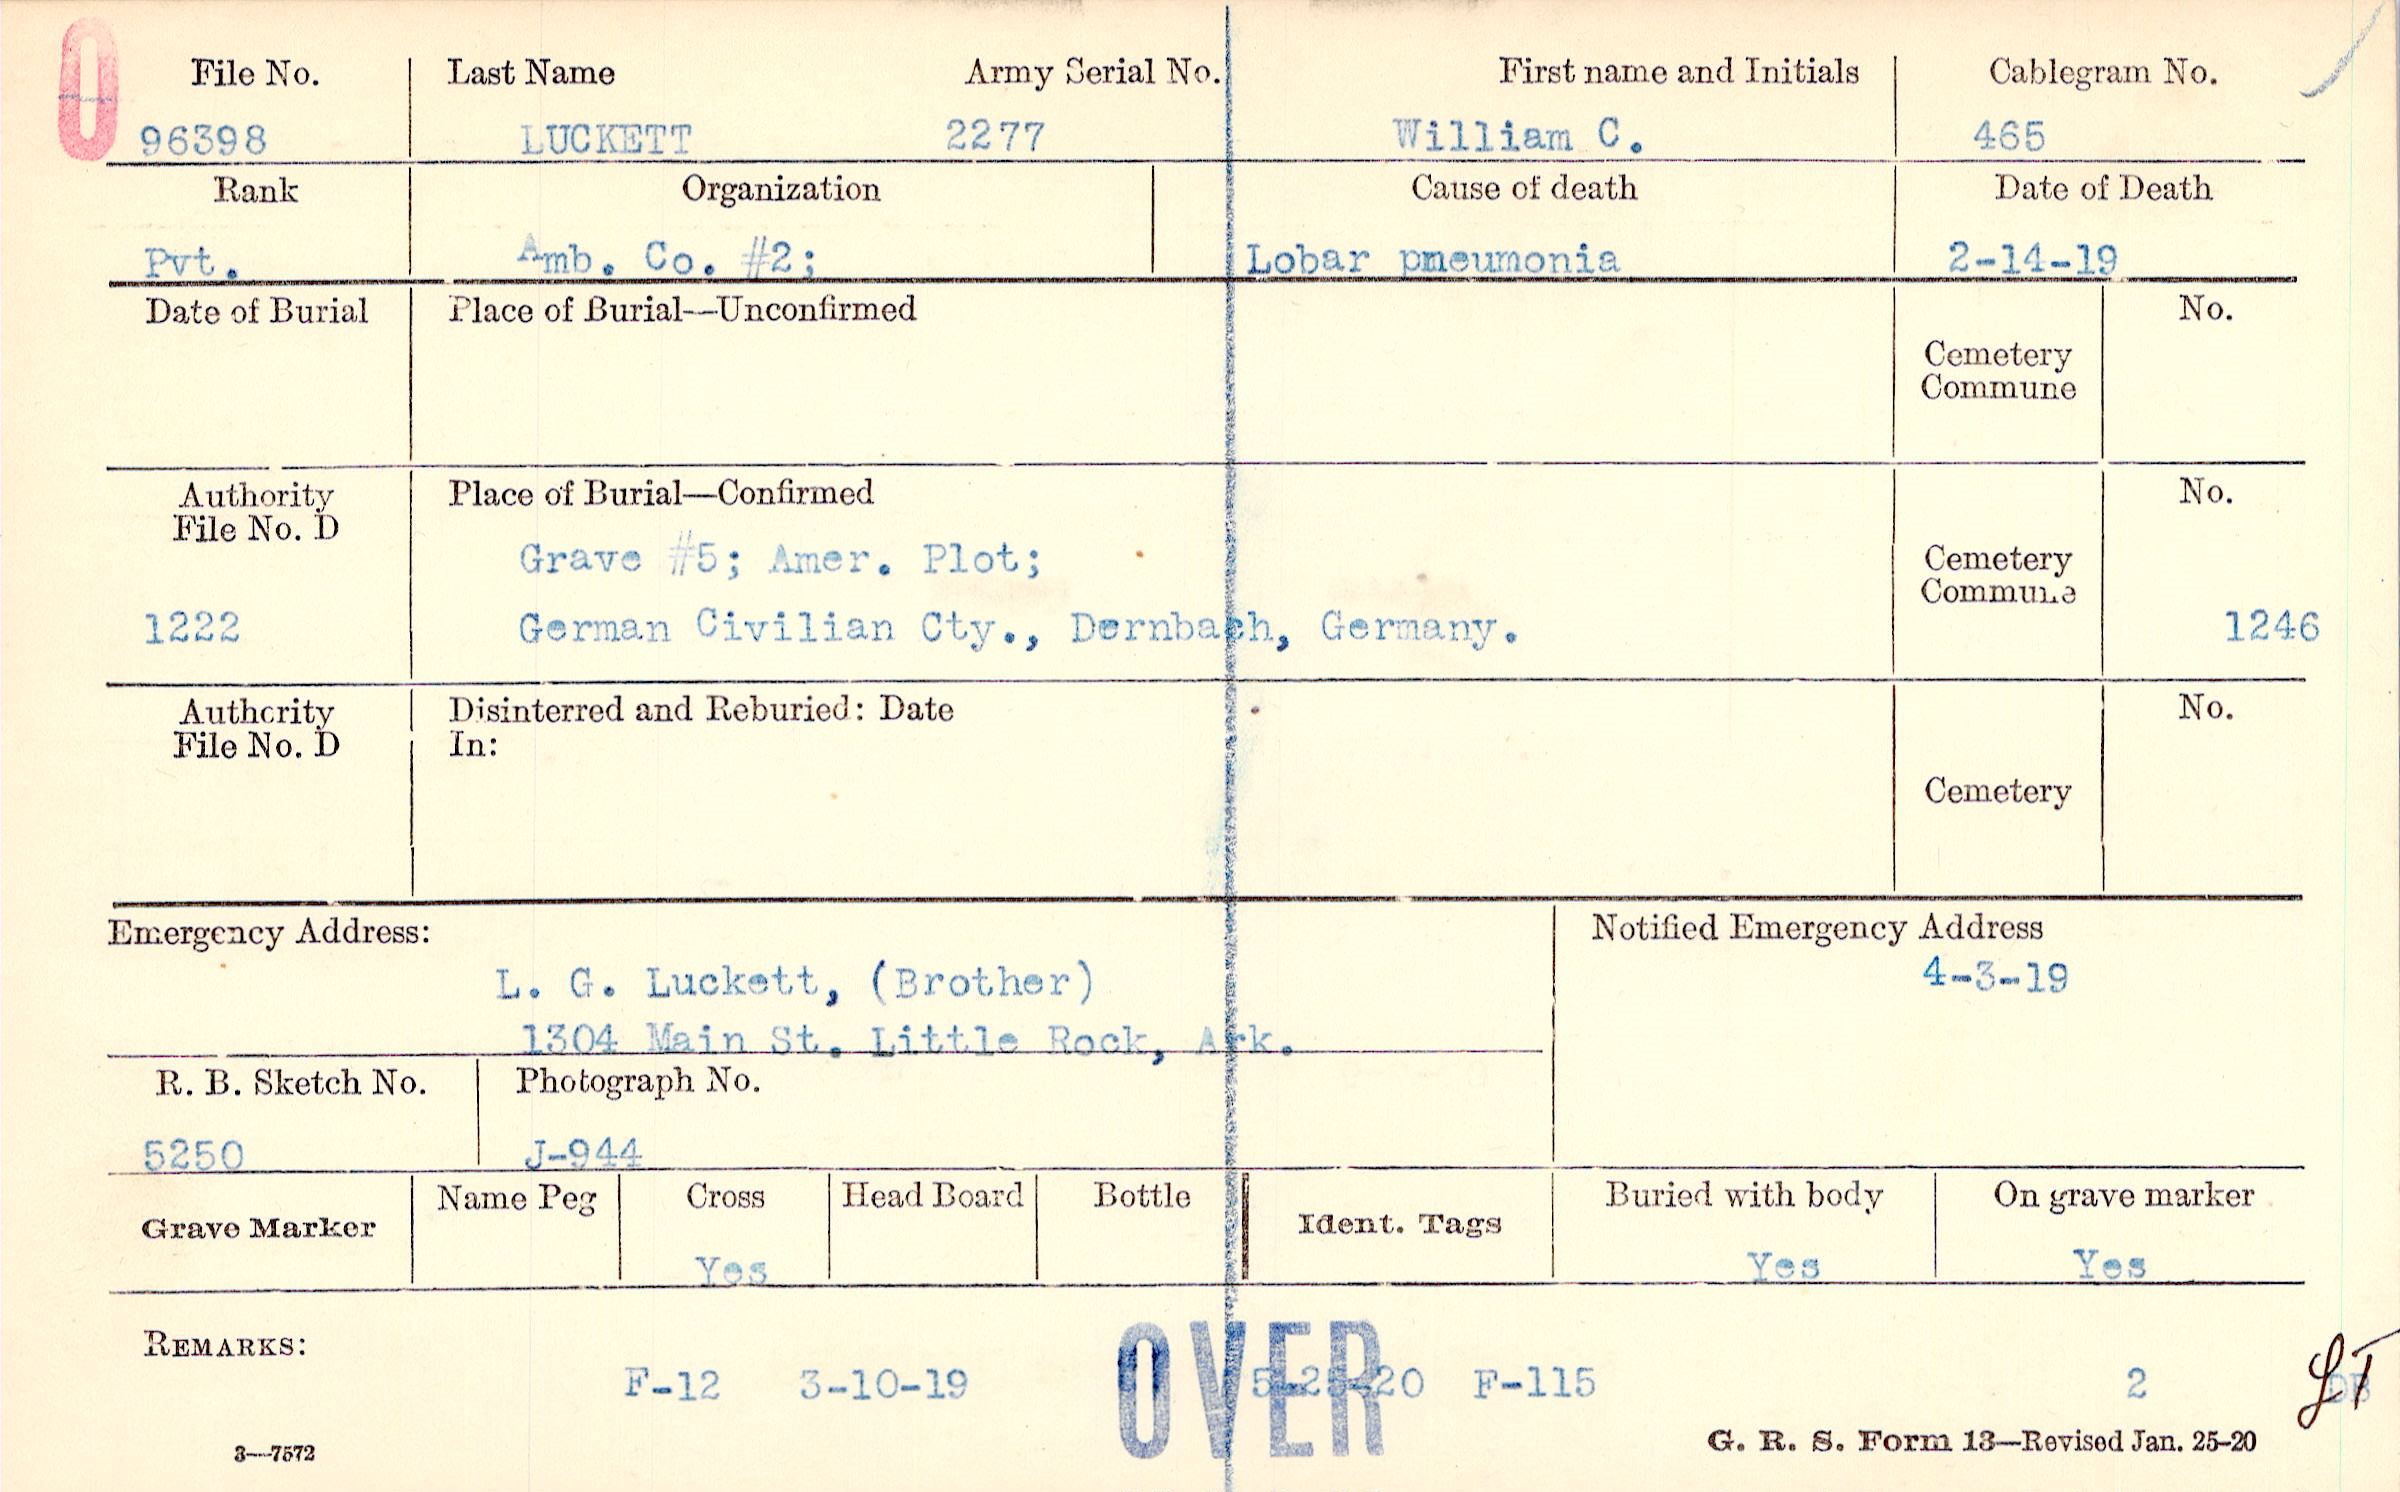 0
File No. Last Name Army Serial No. First name and Initials Cablegram No.
96398 LUCKETT 2277 William C. 465
Rank Organization Cause of death Date of Death
Pvt. Amb. Co. #2; Lobar pneumonia 2-14-19
Date of Burial Place of Burial—Unconfirmed No.
Cemetery
Commune
Authority Place of Burial—Confirmed No.
File No. D
Grave #5; Amer. Plot; Cemetery
Commune
1222 German Civilian Cty., Dernbach, Germany. 1246
Authority Disinterred and Reburied: Date No.
File No. D In:
Cemetery
Emergency Address: Notified Emergency Address
L. G. Luckett, (Brother) 4-3-19
1304 Main St. Little Rock, Ark.
R. B. Sketch No. Photograph No.
5250 J-944
Grave Marker Name Peg Cross Head Board Bottle Ident. Tags Buried with body On grave marker
Yes Yes Yes
REMARKS:
F-12 3-10-19 OVER 5-25-20 F-115 2 DB
3—7572 G. R. S. Form 13—Revised Jan. 25-20